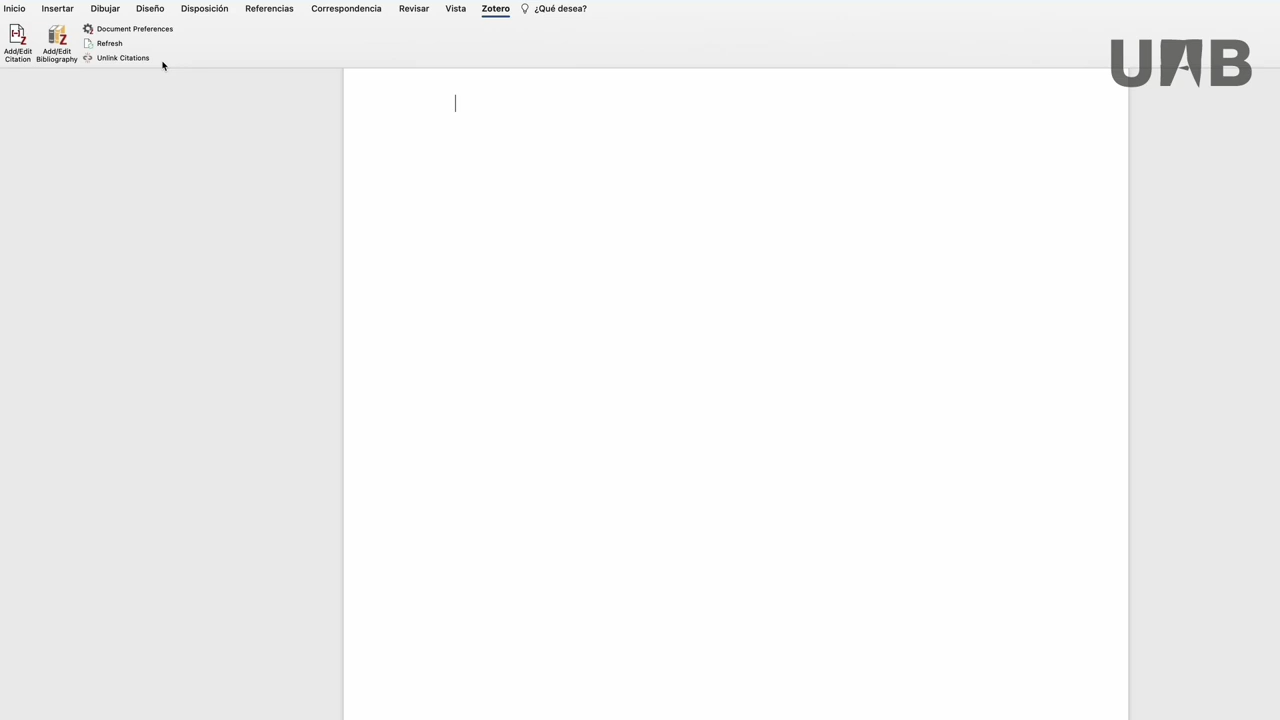 Inicio Insertar Dibujar Diseño Disposición Referencias Correspondencia Revisar Vista Zotero ¿Qué desea?
Add/Edit Citation
Add/Edit Bibliography
Document Preferences
Refresh
Unlink Citations
UAB